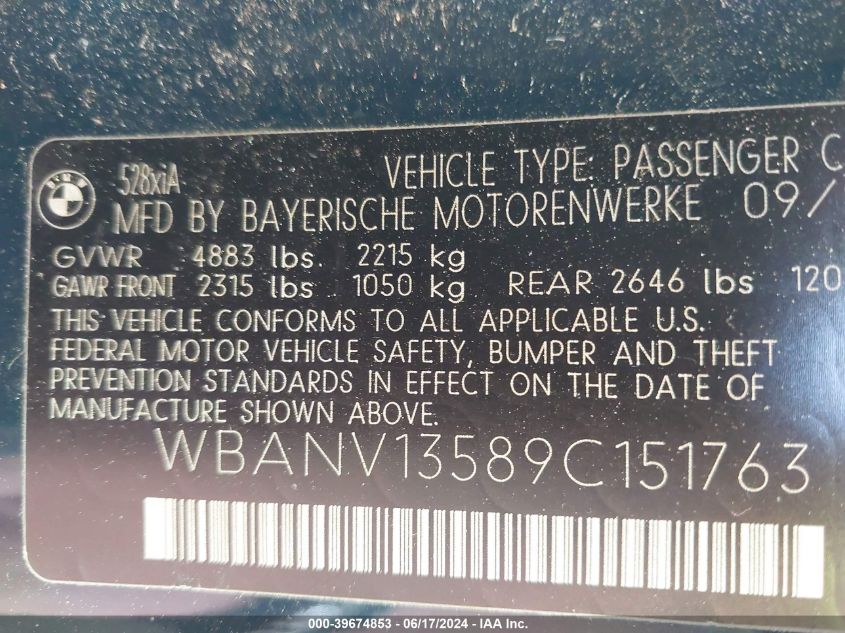 BMW
528xiA
VEHICLE TYPE: PASSENGER C
MFD BY BAYERISCHE MOTORENWERKE 09/
GVWR 4883 lbs. 2215 kg
GAWR FRONT 2315 lbs 1050 kg REAR 2646 lbs 120
THIS VEHICLE CONFORMS TO ALL APPLICABLE U.S.
FEDERAL MOTOR VEHICLE SAFETY, BUMPER AND THEFT
PREVENTION STANDARDS IN EFFECT ON THE DATE OF
MANUFACTURE SHOWN ABOVE.
WBANV13589C151763
000-39674853 - 06/17/2024 - IAA Inc.